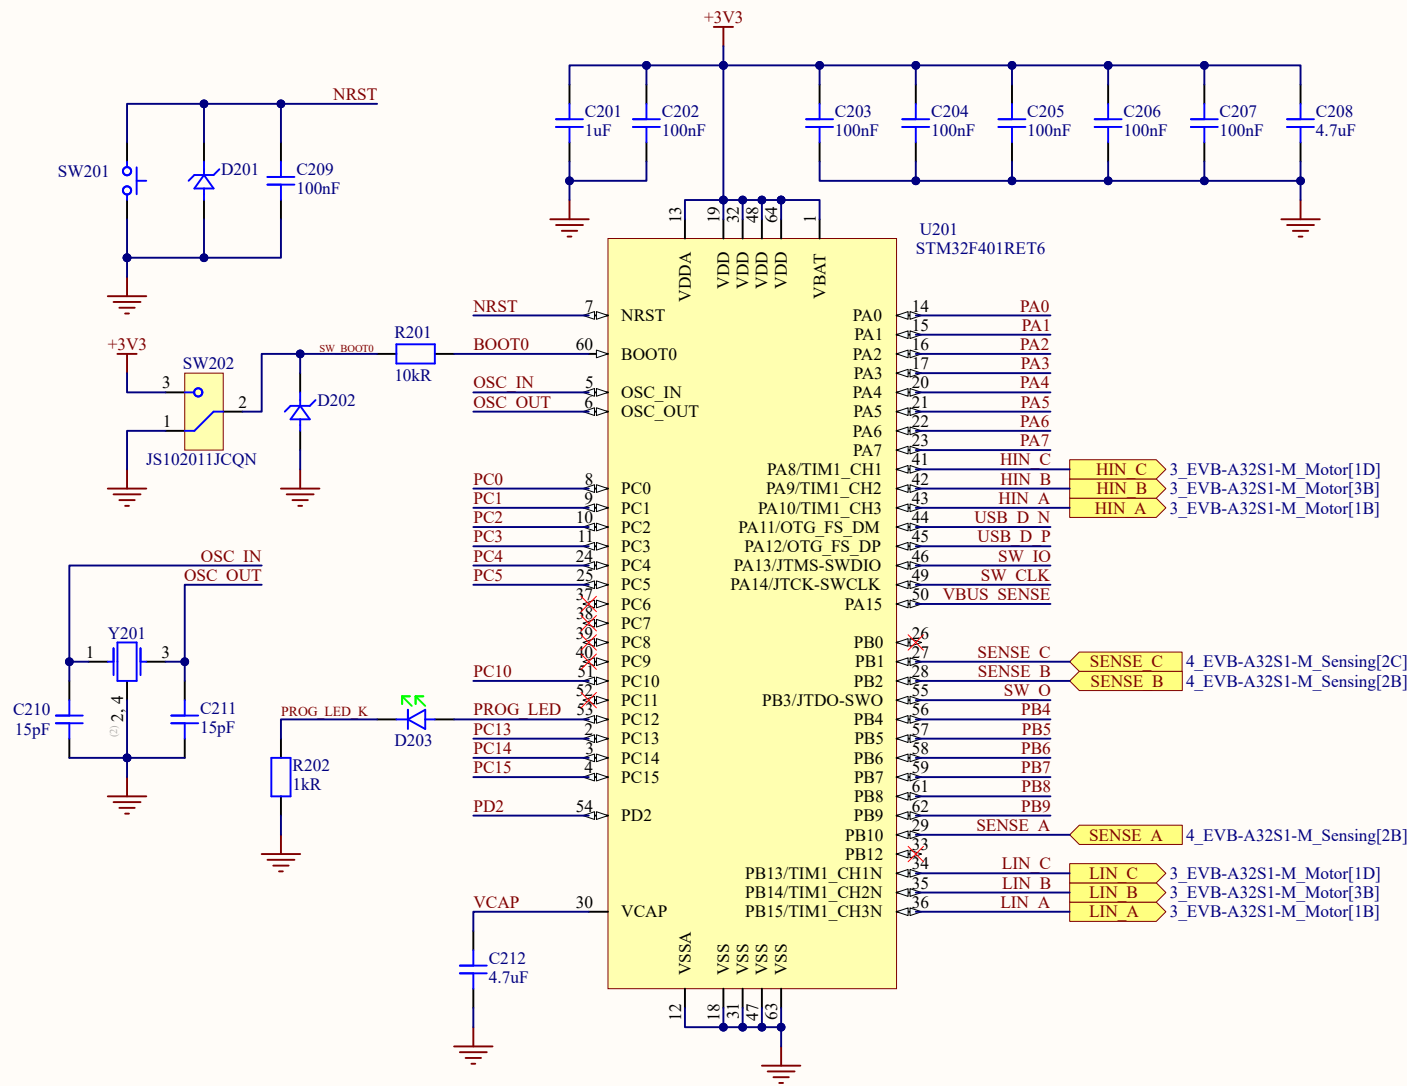 +3V3
C201
1uF
C202
100nF
C203
100nF
C204
100nF
C205
100nF
C206
100nF
C207
100nF
C208
4.7uF
NRST
SW201
D201
C209
100nF
+3V3
SW202
3
1
2
JS102011JCQN
SW_BOOT0
D202
R201
10kR
OSC_IN
OSC_OUT
Y201
1
3
2, 4
(2)
C210
15pF
C211
15pF
PROG_LED_K
D203
R202
1kR
U201
STM32F401RET6
13
19
32
48
64
1
VDDA
VDD
VDD
VDD
VDD
VBAT
NRST 7 NRST
BOOT0 60 BOOT0
OSC_IN 5 OSC_IN
OSC_OUT 6 OSC_OUT
PC0 8 PC0
PC1 9 PC1
PC2 10 PC2
PC3 11 PC3
PC4 24 PC4
PC5 25 PC5
37 PC6
38 PC7
39 PC8
40 PC9
PC10 51 PC10
52 PC11
PROG_LED 53 PC12
PC13 2 PC13
PC14 3 PC14
PC15 4 PC15
PD2 54 PD2
VCAP 30 VCAP
C212
4.7uF
PA0 14 PA0
PA1 15 PA1
PA2 16 PA2
PA3 17 PA3
PA4 20 PA4
PA5 21 PA5
PA6 22 PA6
PA7 23 PA7
PA8/TIM1_CH1 41 HIN_C HIN_C 3_EVB-A32S1-M_Motor[1D]
PA9/TIM1_CH2 42 HIN_B HIN_B 3_EVB-A32S1-M_Motor[3B]
PA10/TIM1_CH3 43 HIN_A HIN_A 3_EVB-A32S1-M_Motor[1B]
PA11/OTG_FS_DM 44 USB_D_N
PA12/OTG_FS_DP 45 USB_D_P
PA13/JTMS-SWDIO 46 SW_IO
PA14/JTCK-SWCLK 49 SW_CLK
PA15 50 VBUS_SENSE
PB0 26
PB1 27 SENSE_C SENSE_C 4_EVB-A32S1-M_Sensing[2C]
PB2 28 SENSE_B SENSE_B 4_EVB-A32S1-M_Sensing[2B]
PB3/JTDO-SWO 55 SW_O
PB4 56 PB4
PB5 57 PB5
PB6 58 PB6
PB7 59 PB7
PB8 61 PB8
PB9 62 PB9
PB10 29 SENSE_A SENSE_A 4_EVB-A32S1-M_Sensing[2B]
PB12 33
PB13/TIM1_CH1N 34 LIN_C LIN_C 3_EVB-A32S1-M_Motor[1D]
PB14/TIM1_CH2N 35 LIN_B LIN_B 3_EVB-A32S1-M_Motor[3B]
PB15/TIM1_CH3N 36 LIN_A LIN_A 3_EVB-A32S1-M_Motor[1B]
VSSA
VSS
VSS
VSS
VSS
12
18
31
47
63